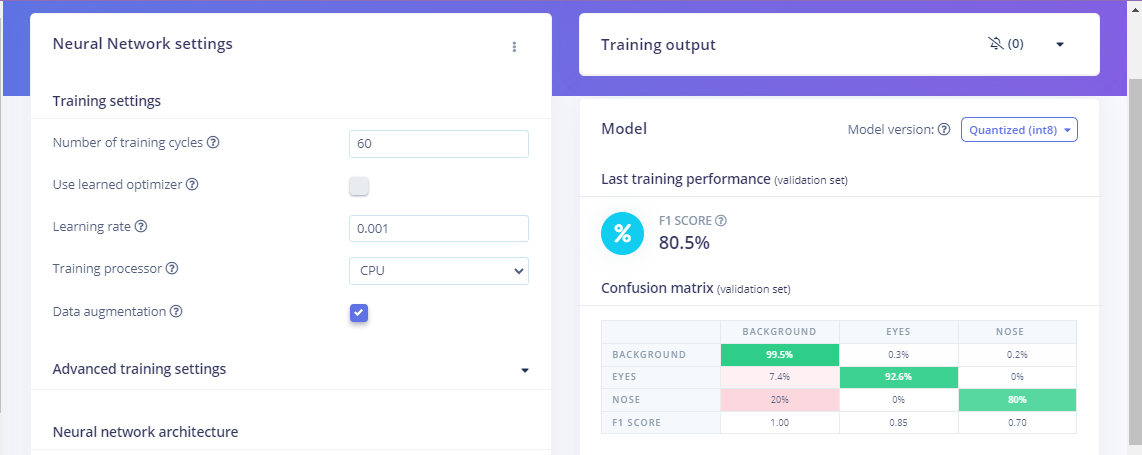 Neural Network settings
Training settings
Number of training cycles ?
60
Use learned optimizer ?
Learning rate ?
0.001
Training processor ?
CPU
Data augmentation ?
Advanced training settings
Neural network architecture
Training output
(0)
Model
Model version: ? Quantized (int8)
Last training performance (validation set)
%
F1 SCORE ?
80.5%
Confusion matrix (validation set)
BACKGROUND EYES NOSE
BACKGROUND 99.5% 0.3% 0.2%
EYES 7.4% 92.6% 0%
NOSE 20% 0% 80%
F1 SCORE 1.00 0.85 0.70